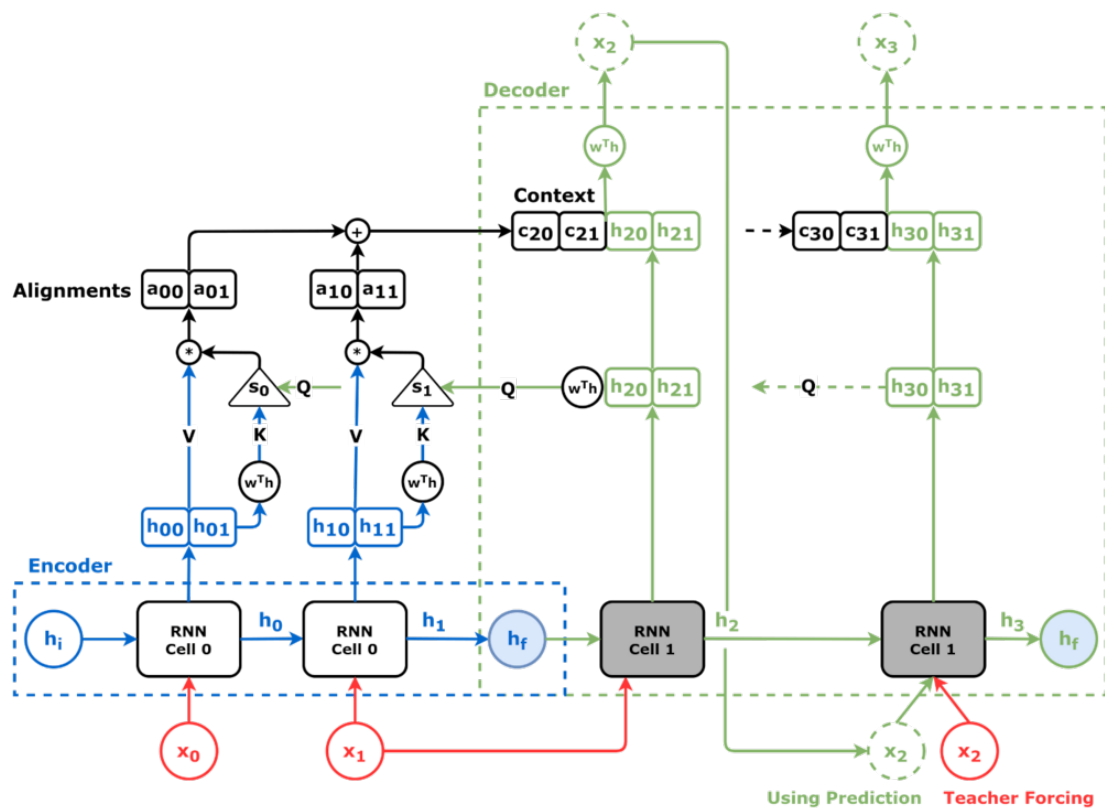 x2
x3
Decoder
wTh
wTh
Context
c20 c21 h20 h21
c30 c31 h30 h31
+
Alignments
a00 a01
a10 a11
*
*
s0
Q
s1
Q
wTh
h20 h21
Q
h30 h31
V
K
V
K
wTh
wTh
h00 h01
h10 h11
Encoder
hi
RNN
Cell 0
h0
RNN
Cell 0
h1
hf
RNN
Cell 1
h2
RNN
Cell 1
h3
hf
x0
x1
x2
x2
Using Prediction
Teacher Forcing